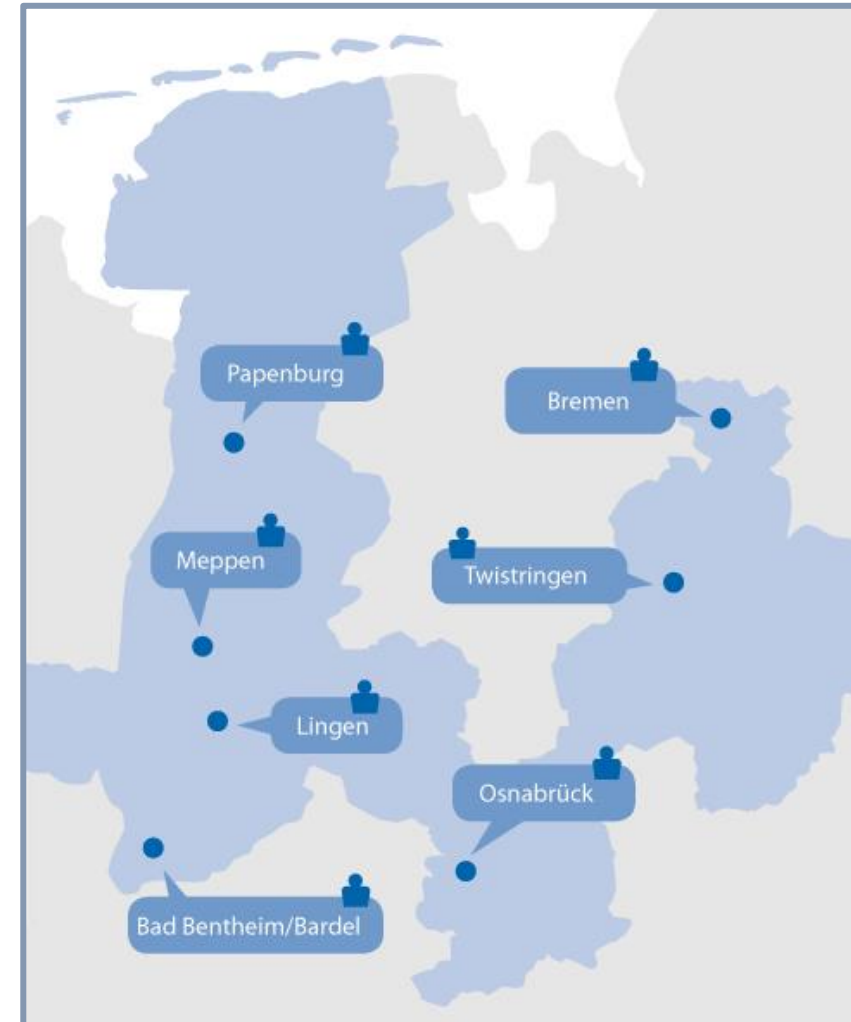 Papenburg
Bremen
Meppen
Twistringen
Lingen
Osnabrück
Bad Bentheim/Bardel